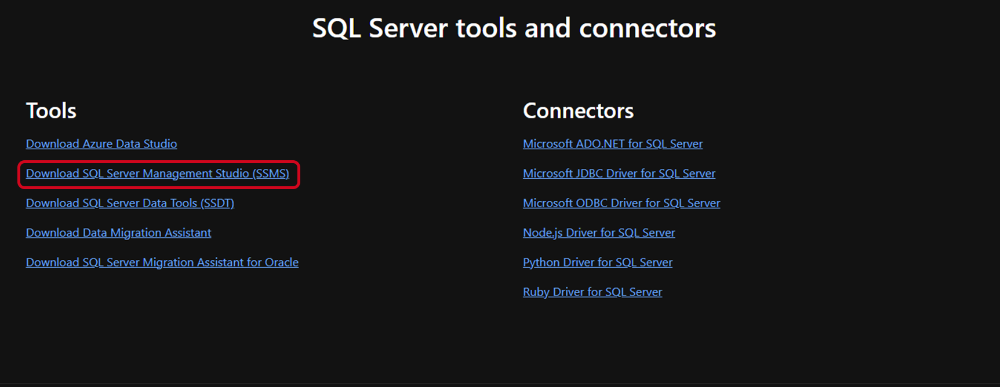 SQL Server tools and connectors
Tools
Download Azure Data Studio
Download SQL Server Management Studio (SSMS)
Download SQL Server Data Tools (SSDT)
Download Data Migration Assistant
Download SQL Server Migration Assistant for Oracle
Connectors
Microsoft ADO.NET for SQL Server
Microsoft JDBC Driver for SQL Server
Microsoft ODBC Driver for SQL Server
Node.js Driver for SQL Server
Python Driver for SQL Server
Ruby Driver for SQL Server